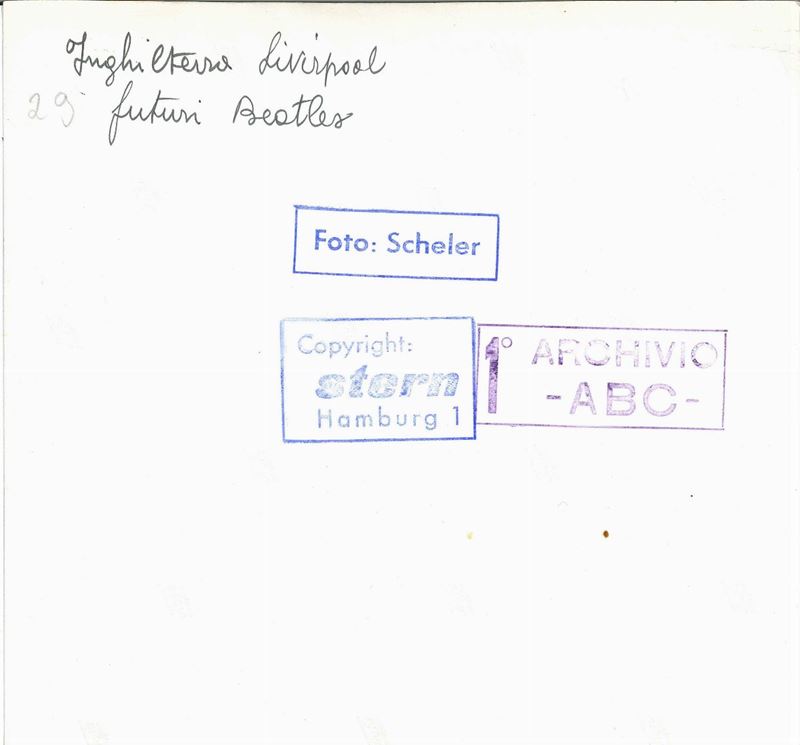 Inghilterra Liverpool
29 futuri Beatles
Foto: Scheler
Copyright:
stern
Hamburg 1
1° ARCHIVIO
-ABC-